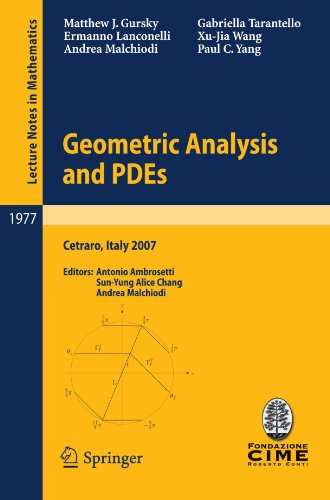 Matthew J. Gursky
Ermanno Lanconelli
Andrea Malchiodi
Gabriella Tarantello
Xu-Jia Wang
Paul C. Yang
Lecture Notes in Mathematics
Geometric Analysis
and PDEs
1977
Cetraro, Italy 2007
Editors: Antonio Ambrosetti
Sun-Yung Alice Chang
Andrea Malchiodi
Springer
FONDAZIONE
CIME
ROBERTO CONTI